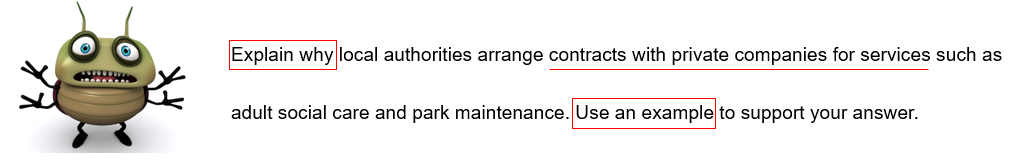 Explain why local authorities arrange contracts with private companies for services such as
adult social care and park maintenance. Use an example to support your answer.